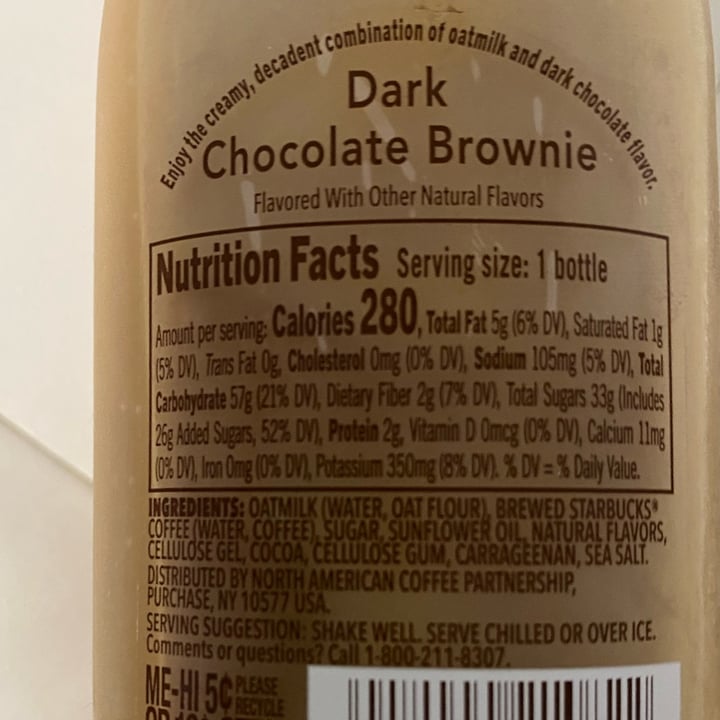 Enjoy the creamy, decadent combination of oatmilk and dark chocolate flavor.
Dark
Chocolate Brownie
Flavored With Other Natural Flavors
Nutrition Facts Serving size: 1 bottle
Amount per serving: Calories 280, Total Fat 5g (6% DV), Saturated Fat 1g
(5% DV), Trans Fat 0g, Cholesterol 0mg (0% DV), Sodium 105mg (5% DV), Total
Carbohydrate 57g (21% DV), Dietary Fiber 2g (7% DV), Total Sugars 33g (Includes
26g Added Sugars, 52% DV), Protein 2g, Vitamin D 0mcg (0% DV), Calcium 11mg
(0% DV), Iron 0mg (0% DV), Potassium 350mg (8% DV). % DV = % Daily Value.
INGREDIENTS: OATMILK (WATER, OAT FLOUR), BREWED STARBUCKS®
COFFEE (WATER, COFFEE), SUGAR, SUNFLOWER OIL, NATURAL FLAVORS,
CELLULOSE GEL, COCOA, CELLULOSE GUM, CARRAGEENAN, SEA SALT.
DISTRIBUTED BY NORTH AMERICAN COFFEE PARTNERSHIP,
PURCHASE, NY 10577 USA.
SERVING SUGGESTION: SHAKE WELL. SERVE CHILLED OR OVER ICE.
Comments or questions? Call 1-800-211-8307.
ME-HI 5¢ PLEASE
RECYCLE